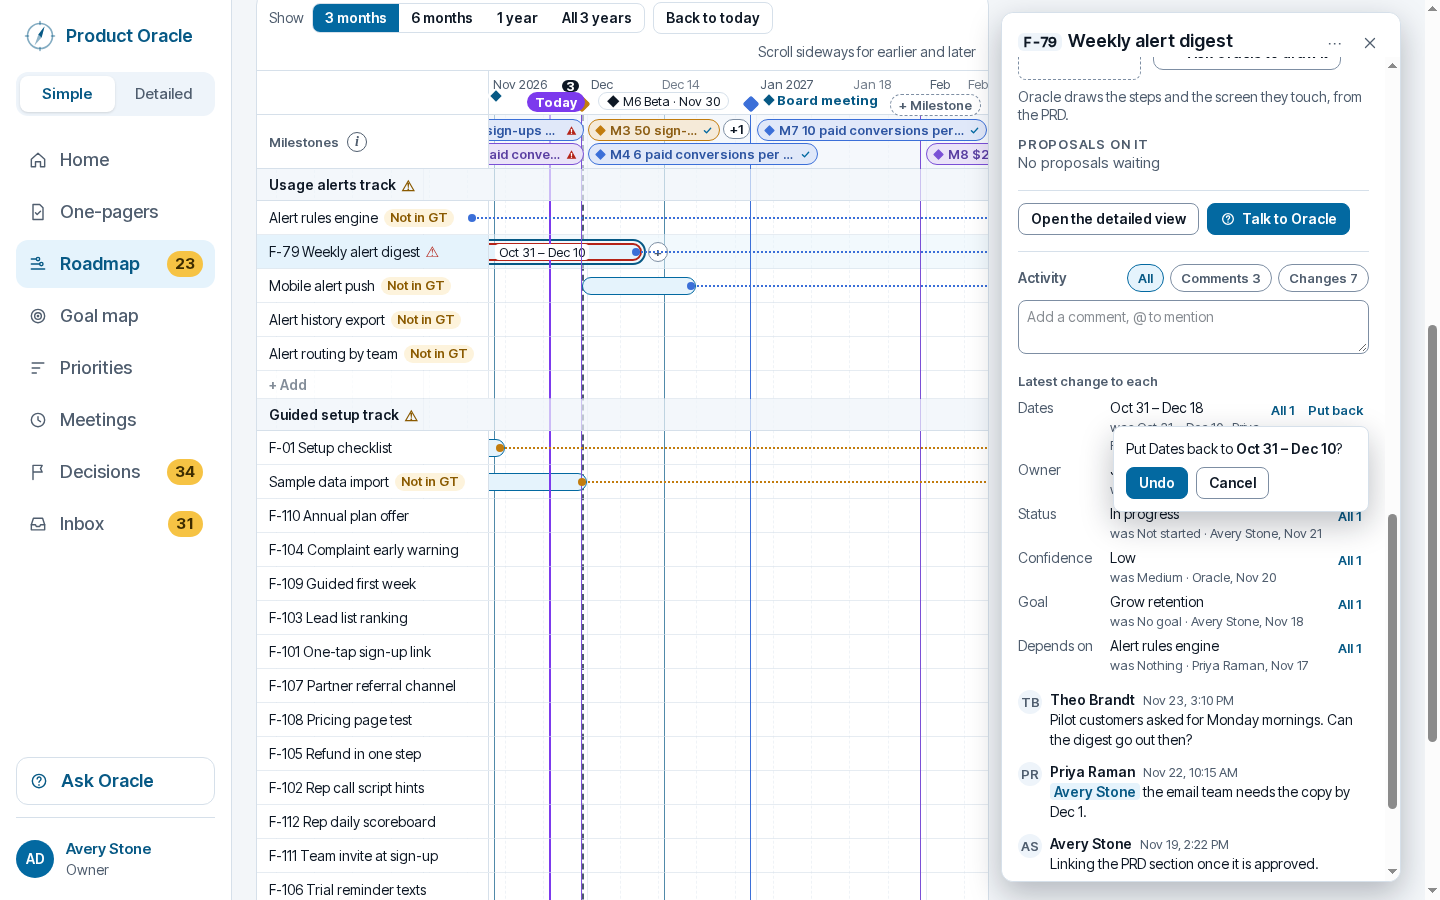 Product Oracle
Simple
Detailed
Home
One-pagers
Roadmap
23
Goal map
Priorities
Meetings
Decisions
34
Inbox
31
Ask Oracle
AD
Avery Stone
Owner
Show
3 months
6 months
1 year
All 3 years
Back to today
Scroll sideways for earlier and later
Nov 2026
3
Dec
Dec 14
Jan 2027
Jan 18
Feb
Feb
Today
M6 Beta · Nov 30
Board meeting
+ Milestone
Milestones
i
sign-ups ...
M3 50 sign-...
+1
M7 10 paid conversions per...
aid conve...
M4 6 paid conversions per ...
M8 $2
Usage alerts track
Alert rules engine
Not in GT
F-79 Weekly alert digest
Oct 31 – Dec 10
Mobile alert push
Not in GT
Alert history export
Not in GT
Alert routing by team
Not in GT
+ Add
Guided setup track
F-01 Setup checklist
Sample data import
Not in GT
F-110 Annual plan offer
F-104 Complaint early warning
F-109 Guided first week
F-103 Lead list ranking
F-101 One-tap sign-up link
F-107 Partner referral channel
F-108 Pricing page test
F-105 Refund in one step
F-102 Rep call script hints
F-112 Rep daily scoreboard
F-111 Team invite at sign-up
F-106 Trial reminder texts
F-79 Weekly alert digest
Oracle draws the steps and the screen they touch, from
the PRD.
PROPOSALS ON IT
No proposals waiting
Open the detailed view
Talk to Oracle
Activity
All
Comments 3
Changes 7
Add a comment, @ to mention
Latest change to each
Dates
Oct 31 – Dec 18
All 1
Put back
Put Dates back to Oct 31 – Dec 10?
Undo
Cancel
Owner
Status
In progress
All 1
was Not started · Avery Stone, Nov 21
Confidence
Low
All 1
was Medium · Oracle, Nov 20
Goal
Grow retention
All 1
was No goal · Avery Stone, Nov 18
Depends on
Alert rules engine
All 1
was Nothing · Priya Raman, Nov 17
TB
Theo Brandt
Nov 23, 3:10 PM
Pilot customers asked for Monday mornings. Can
the digest go out then?
PR
Priya Raman
Nov 22, 10:15 AM
Avery Stone the email team needs the copy by
Dec 1.
AS
Avery Stone
Nov 19, 2:22 PM
Linking the PRD section once it is approved.